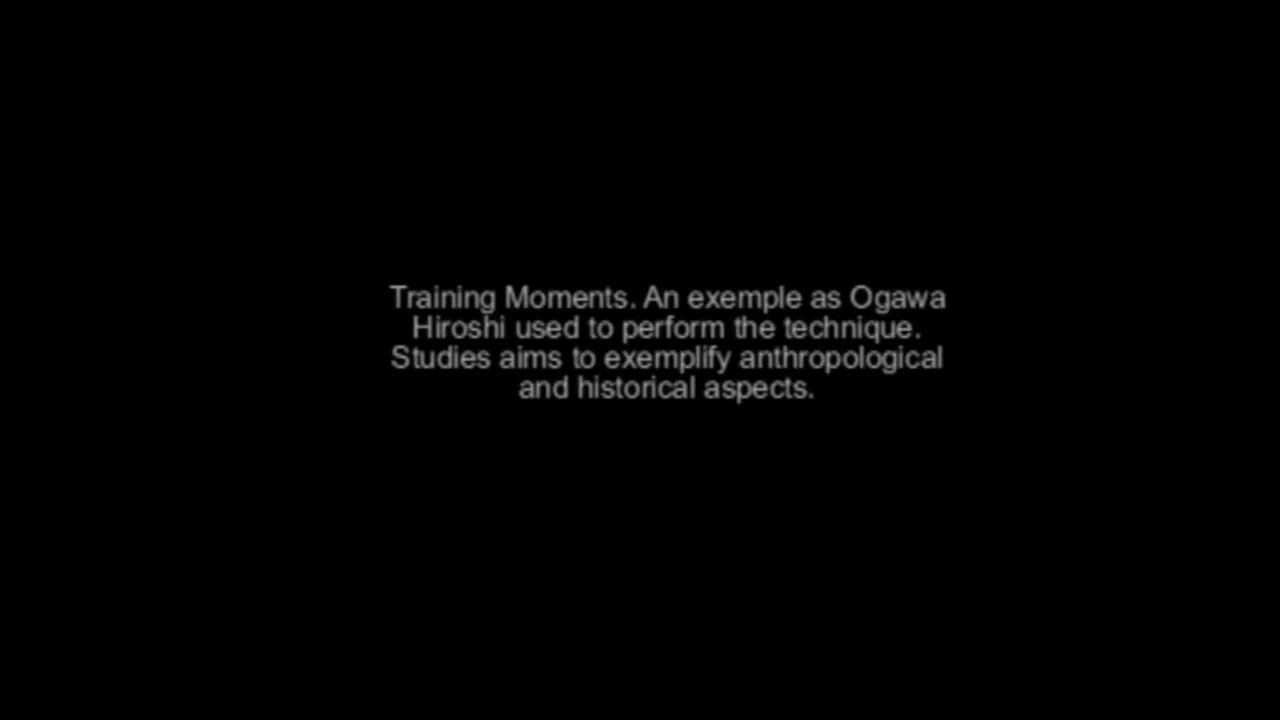 Training Moments. An exemple as Ogawa
Hiroshi used to perform the technique.
Studies aims to exemplify anthropological
and historical aspects.